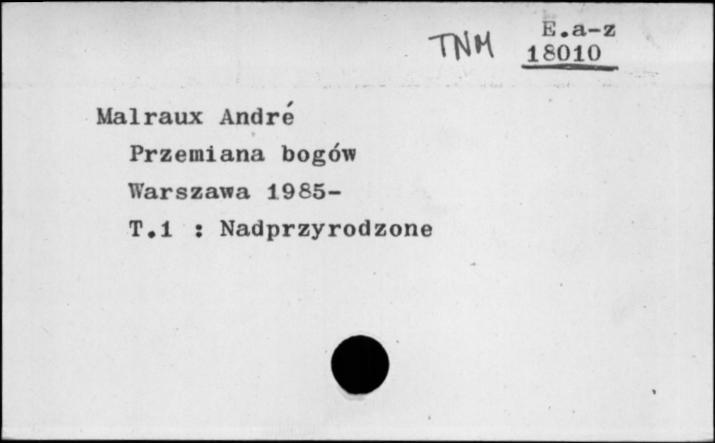 TNM
E.a-z
18010
Malraux André
Przemiana bogów
Warszawa 1985-
T.1 : Nadprzyrodzone